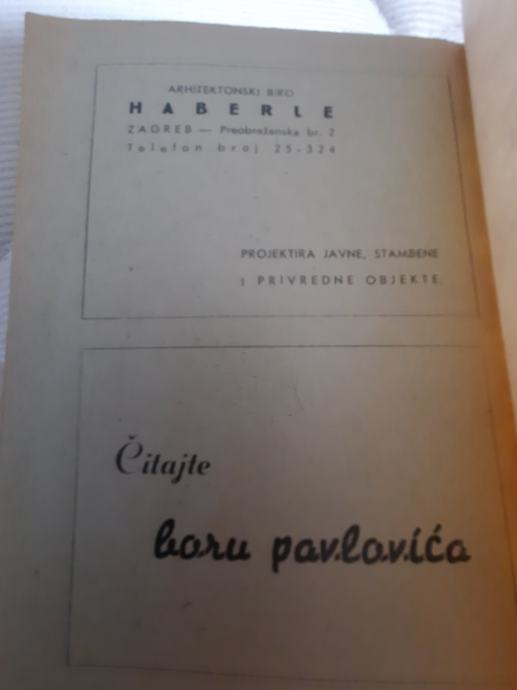 ARHITEKTONSKI BIRO
HABERLE
ZAGREB — Preobraženska br. 2
Telefon broj 25-324
PROJEKTIRA JAVNE, STAMBENE
I PRIVREDNE OBJEKTE.
Čitajte
boru pavlovića